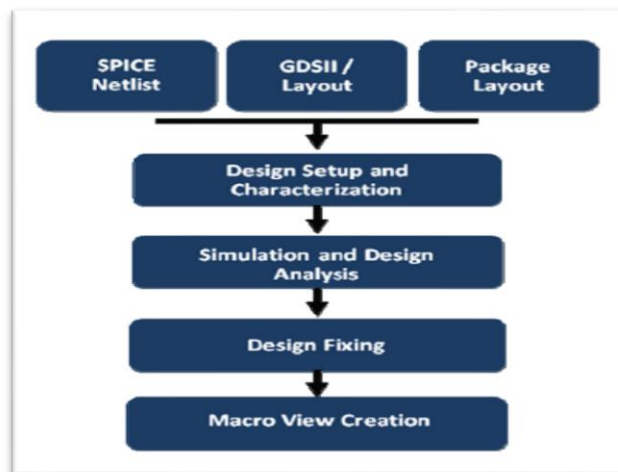 SPICE
Netlist
GDSII /
Layout
Package
Layout
Design Setup and
Characterization
Simulation and Design
Analysis
Design Fixing
Macro View Creation